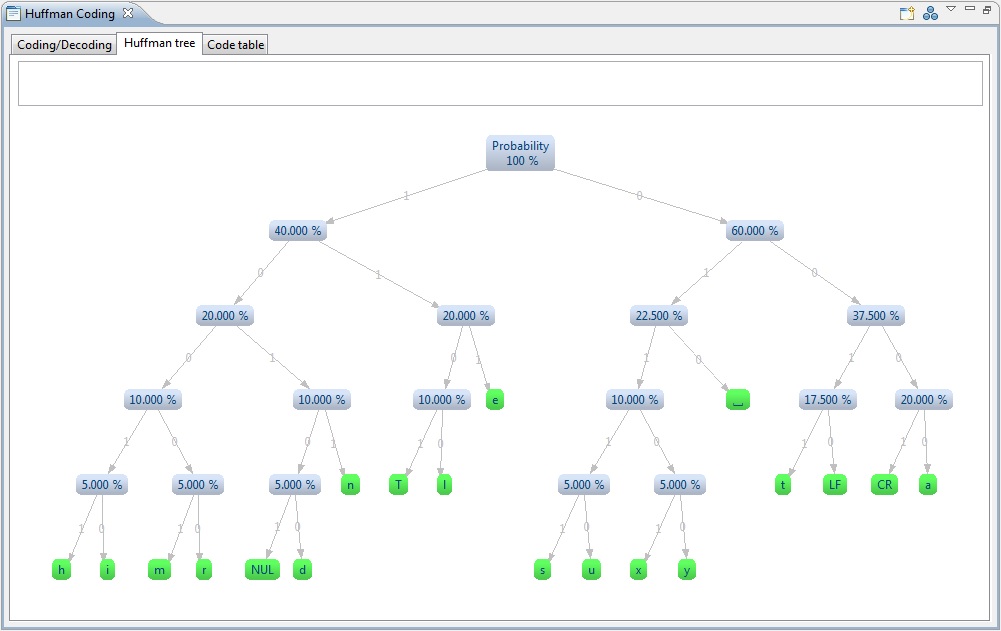 Huffman Coding
Coding/Decoding Huffman tree Code table
Probability
100 %
1 0
40.000 % 60.000 %
0 1 1 0
20.000 % 20.000 % 22.500 % 37.500 %
0 1 0 1 1 0 1 0
10.000 % 10.000 % 10.000 % e 10.000 % ␣ 17.500 % 20.000 %
1 0 0 1 1 0 1 0 1 0 1 0
5.000 % 5.000 % 5.000 % n T l 5.000 % 5.000 % t LF CR a
1 0 1 0 1 0 1 0 1 0
h i m r NUL d s u x y